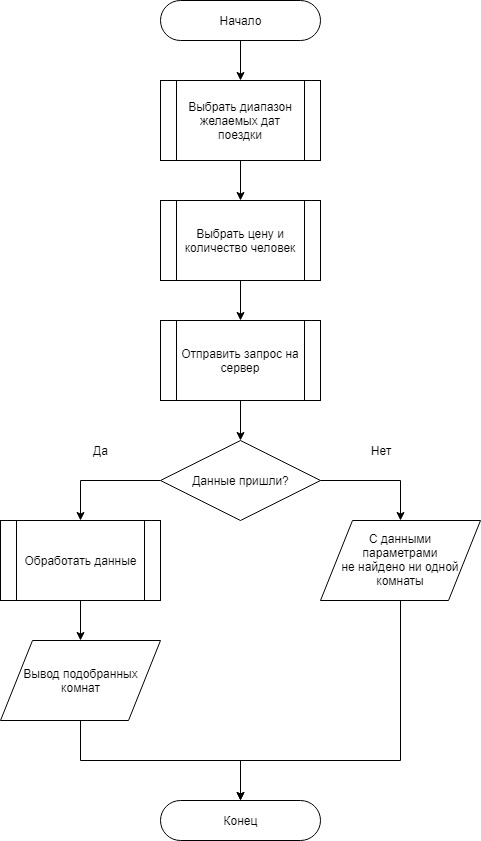 Начало
Выбрать диапазон
желаемых дат
поездки
Выбрать цену и
количество человек
Отправить запрос на
сервер
Да
Нет
Данные пришли?
Обработать данные
С данными
параметрами
не найдено ни одной
комнаты
Вывод подобранных
комнат
Конец